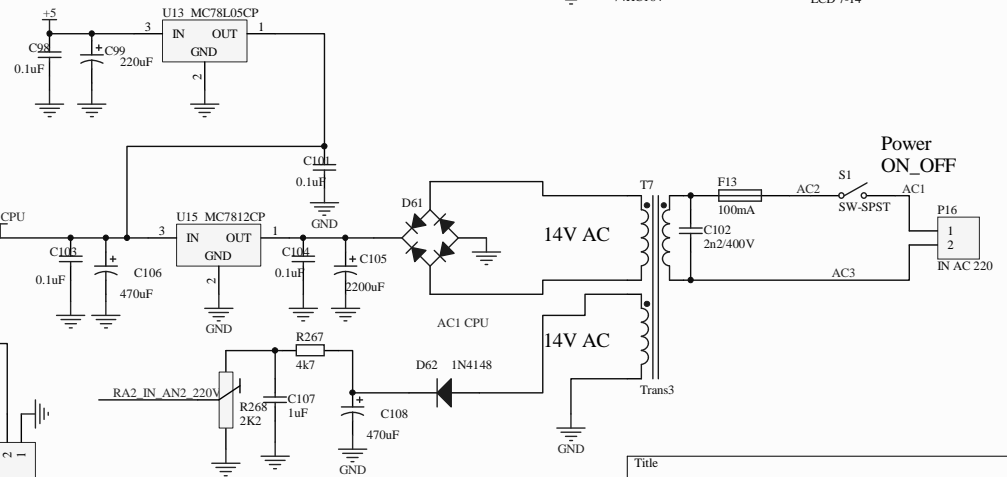 +5
U13 MC78L05CP
3 IN OUT 1
GND
2
C98
0.1uF
C99
220uF
C101
0.1uF
GND
CPU
U15 MC7812CP
3 IN OUT 1
GND
2
GND
C103
0.1uF
C106
470uF
C104
0.1uF
C105
2200uF
D61
14V AC
14V AC
AC1 CPU
T7
Trans3
F13
100mA
AC2
S1
SW-SPST
Power
ON_OFF
AC1
P16
1
2
IN AC 220
C102
2n2/400V
AC3
R267
4k7
D62 1N4148
RA2_IN_AN2_220V
R268
2K2
C107
1uF
C108
470uF
GND
GND
2 1
Title